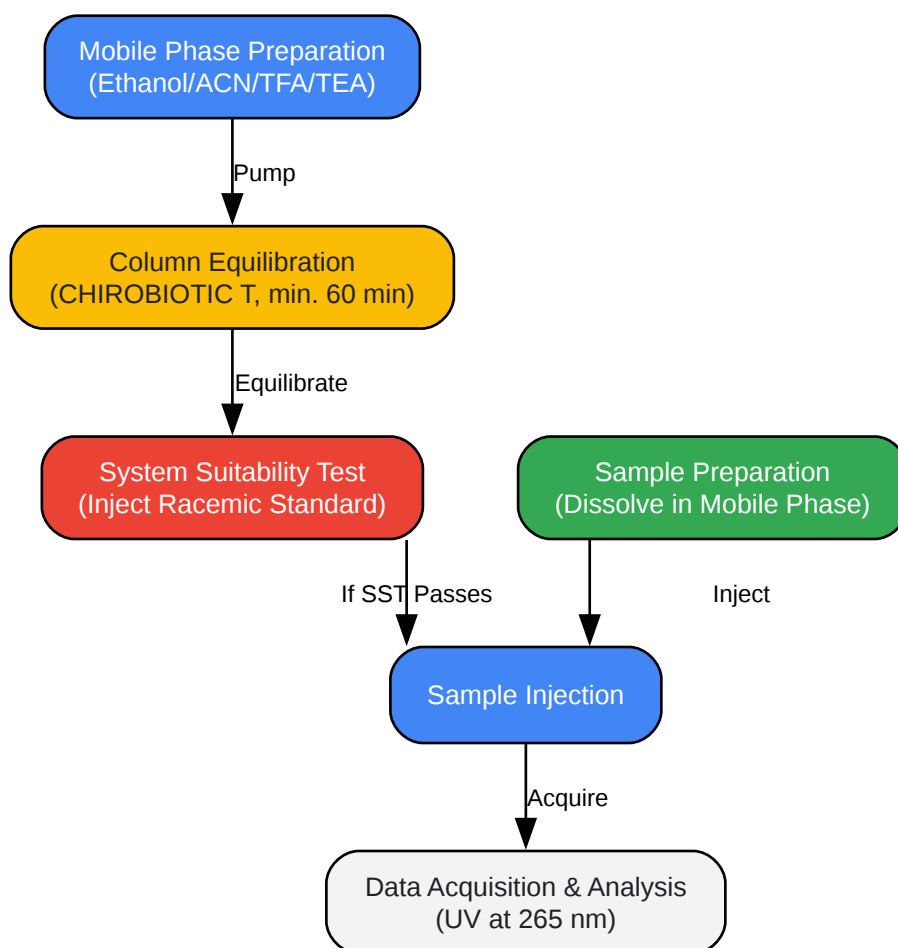 Mobile Phase Preparation
(Ethanol/ACN/TFA/TEA)
Pump
Column Equilibration
(CHIROBIOTIC T, min. 60 min)
Equilibrate
System Suitability Test
(Inject Racemic Standard)
Sample Preparation
(Dissolve in Mobile Phase)
If SST Passes
Inject
Sample Injection
Acquire
Data Acquisition & Analysis
(UV at 265 nm)